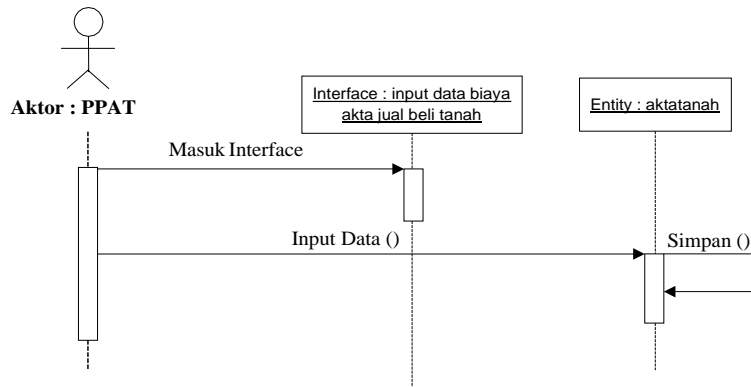 Aktor : PPAT
Interface : input data biaya
akta jual beli tanah
Entity : aktatanah
Masuk Interface
Input Data ()
Simpan ()